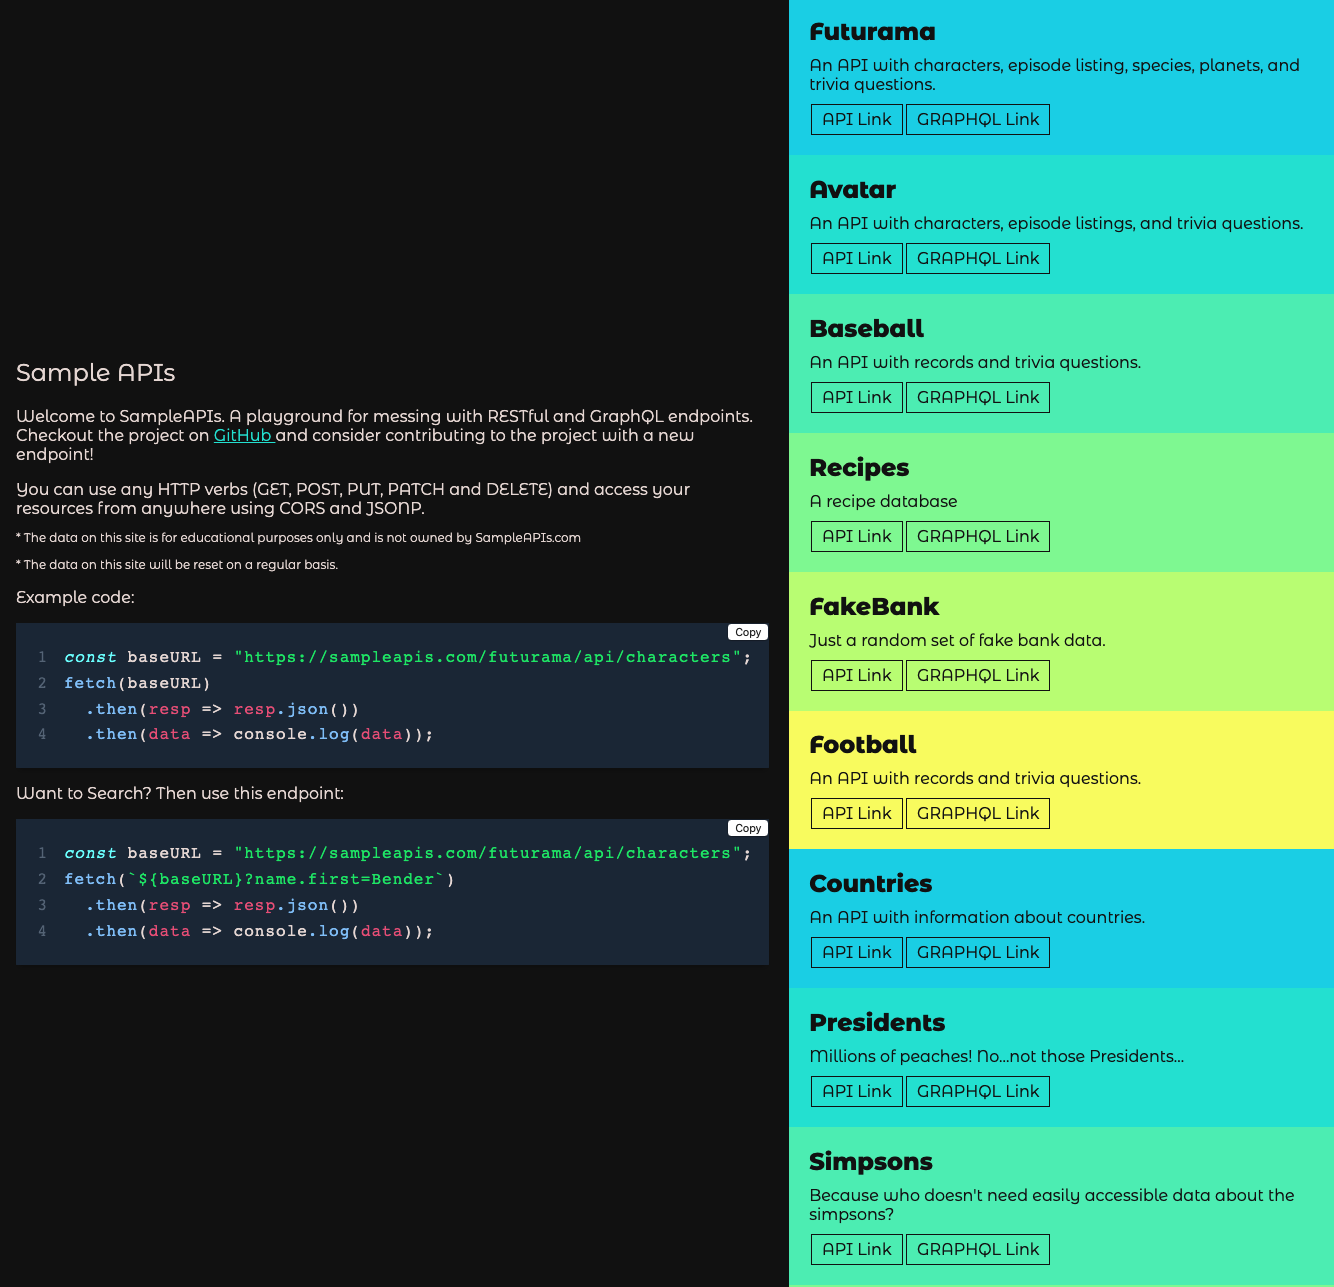 Sample APIs
Welcome to SampleAPIs. A playground for messing with RESTful and GraphQL endpoints.
Checkout the project on GitHub and consider contributing to the project with a new
endpoint!
You can use any HTTP verbs (GET, POST, PUT, PATCH and DELETE) and access your
resources from anywhere using CORS and JSONP.
* The data on this site is for educational purposes only and is not owned by SampleAPIs.com
* The data on this site will be reset on a regular basis.
Example code:
Copy
1 const baseURL = "https://sampleapis.com/futurama/api/characters";
2 fetch(baseURL)
3   .then(resp => resp.json())
4   .then(data => console.log(data));
Want to Search? Then use this endpoint:
Copy
1 const baseURL = "https://sampleapis.com/futurama/api/characters";
2 fetch(`${baseURL}?name.first=Bender`)
3   .then(resp => resp.json())
4   .then(data => console.log(data));
Futurama
An API with characters, episode listing, species, planets, and
trivia questions.
API Link GRAPHQL Link
Avatar
An API with characters, episode listings, and trivia questions.
API Link GRAPHQL Link
Baseball
An API with records and trivia questions.
API Link GRAPHQL Link
Recipes
A recipe database
API Link GRAPHQL Link
FakeBank
Just a random set of fake bank data.
API Link GRAPHQL Link
Football
An API with records and trivia questions.
API Link GRAPHQL Link
Countries
An API with information about countries.
API Link GRAPHQL Link
Presidents
Millions of peaches! No...not those Presidents...
API Link GRAPHQL Link
Simpsons
Because who doesn't need easily accessible data about the
simpsons?
API Link GRAPHQL Link